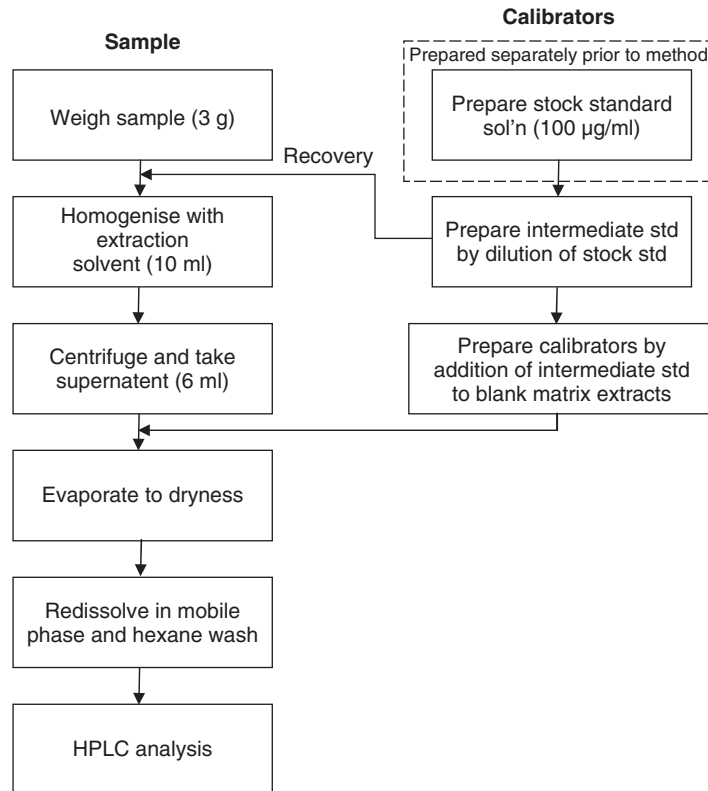 Sample
Weigh sample (3 g)
Recovery
Homogenise with
extraction
solvent (10 ml)
Centrifuge and take
supernatent (6 ml)
Evaporate to dryness
Redissolve in mobile
phase and hexane wash
HPLC analysis
Calibrators
Prepared separately prior to method
Prepare stock standard
sol'n (100 µg/ml)
Prepare intermediate std
by dilution of stock std
Prepare calibrators by
addition of intermediate std
to blank matrix extracts